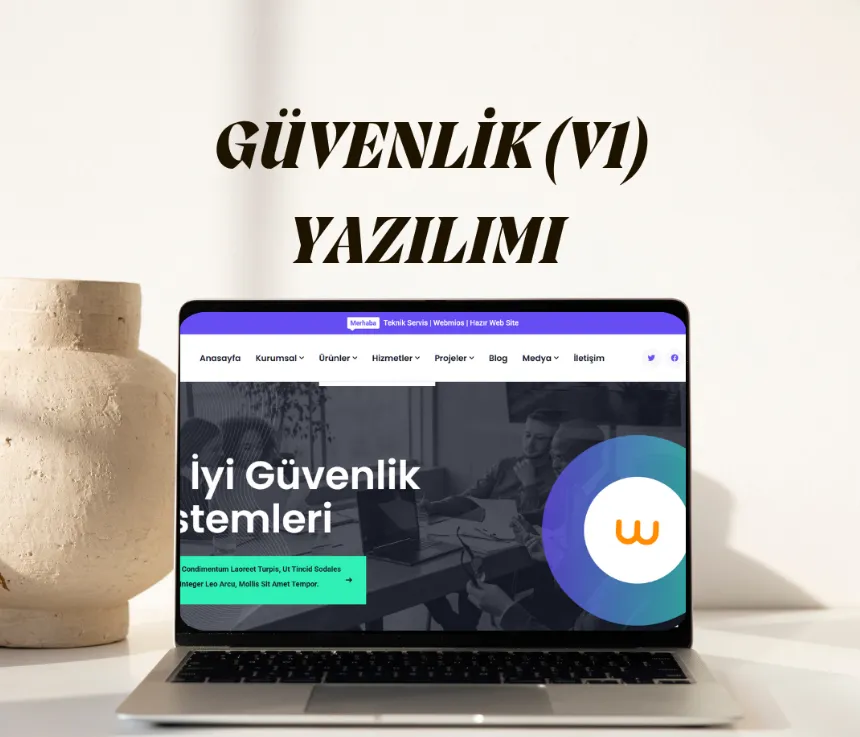 GÜVENLİK (V1)
YAZILIMI
Merhaba Teknik Servis | Webmios | Hazır Web Site
Anasayfa Kurumsal Ürünler Hizmetler Projeler Blog Medya İletişim
İyi Güvenlik
stemleri
Condimentum Laoreet Turpis, Ut Tincid Sodales
Integer Leo Arcu, Mollis Sit Amet Tempor.